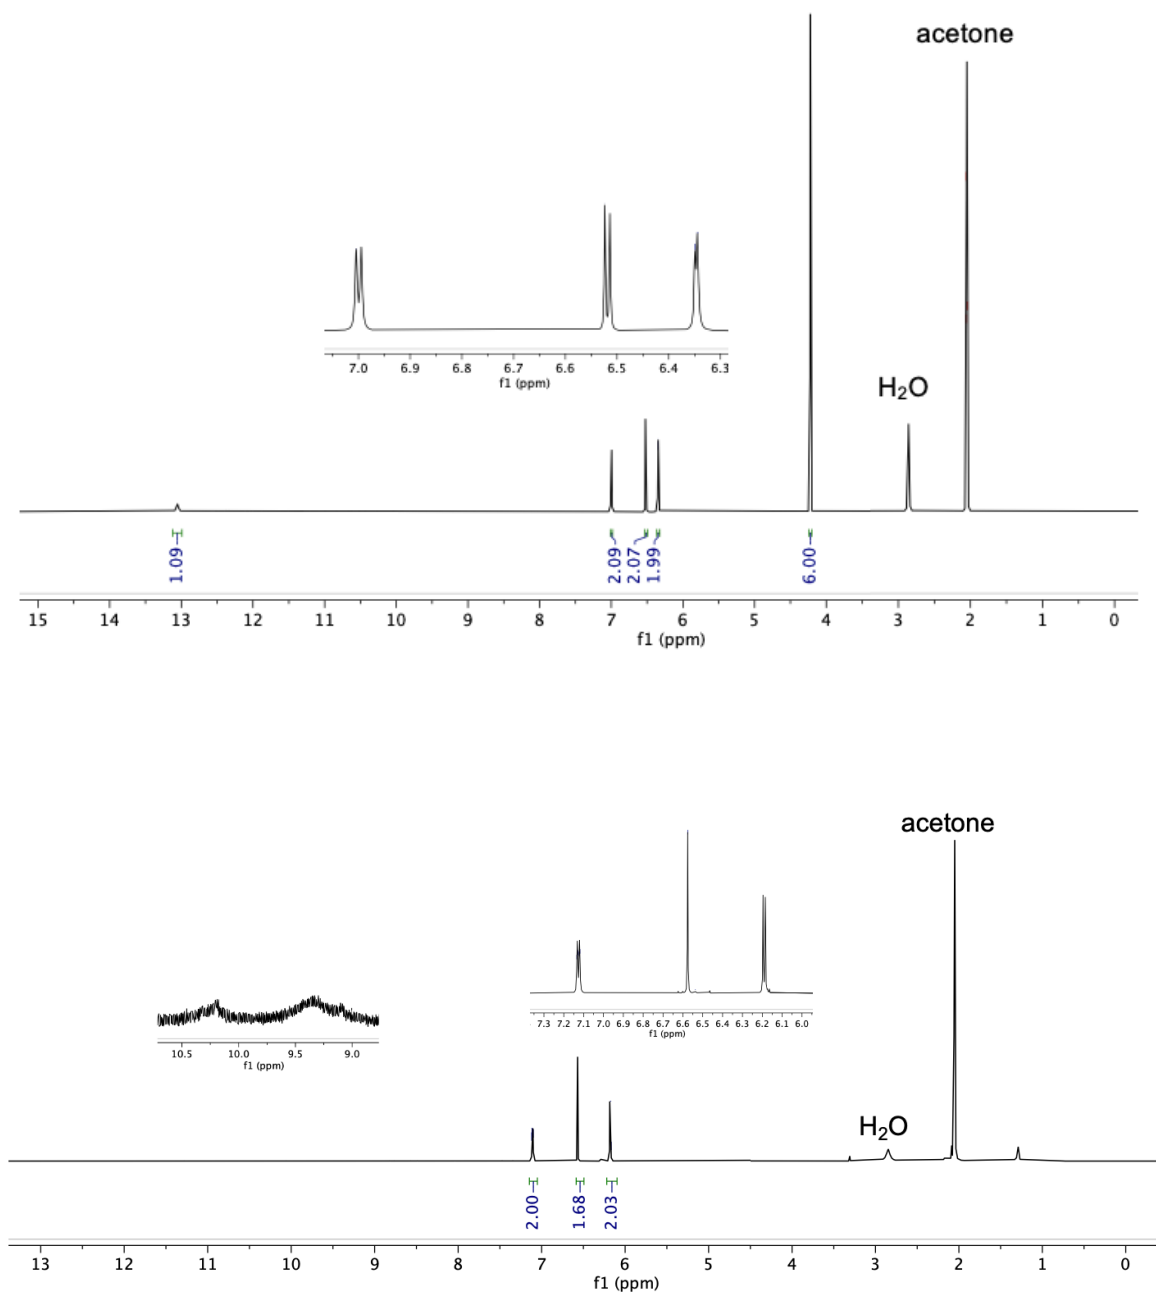 acetone
H₂O
7.0 6.9 6.8 6.7 6.6 6.5 6.4 6.3
f1 (ppm)
1.09 2.09 2.07 1.99 6.00
15 14 13 12 11 10 9 8 7 6 5 4 3 2 1 0
f1 (ppm)
acetone
H₂O
7.3 7.2 7.1 7.0 6.9 6.8 6.7 6.6 6.5 6.4 6.3 6.2 6.1 6.0
f1 (ppm)
10.5 10.0 9.5 9.0
f1 (ppm)
2.00 1.68 2.03
13 12 11 10 9 8 7 6 5 4 3 2 1 0
f1 (ppm)